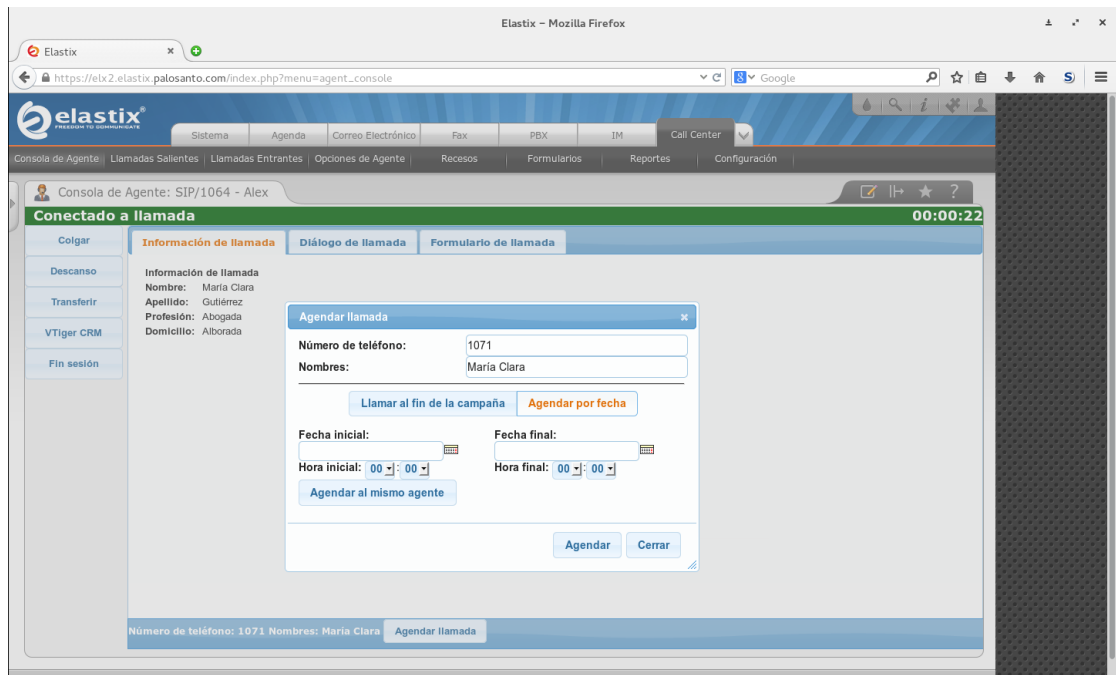 Elastix - Mozilla Firefox
Elastix
https://elx2.elastix.palosanto.com/index.php?menu=agent_console
Google
elastix®
FREEDOM TO COMMUNICATE
Sistema Agenda Correo Electrónico Fax PBX IM Call Center
Consola de Agente Llamadas Salientes Llamadas Entrantes Opciones de Agente Recesos Formularios Reportes Configuración
Consola de Agente: SIP/1064 - Alex
Conectado a llamada 00:00:22
Colgar
Descanso
Transferir
VTiger CRM
Fin sesión
Información de llamada Diálogo de llamada Formulario de llamada
Información de llamada
Nombre: María Clara
Apellido: Gutiérrez
Profesión: Abogada
Domicilio: Alborada
Agendar llamada
Número de teléfono: 1071
Nombres: María Clara
Llamar al fin de la campaña Agendar por fecha
Fecha inicial: Fecha final:
Hora inicial: 00 : 00 Hora final: 00 : 00
Agendar al mismo agente
Agendar Cerrar
Número de teléfono: 1071 Nombres: María Clara Agendar llamada